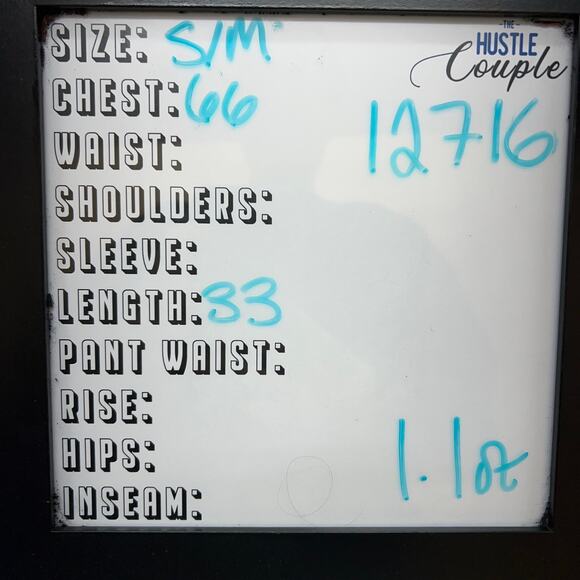 SIZE: S/M
-THE-
HUSTLE
Couple
CHEST: 66
12716
WAIST:
SHOULDERS:
SLEEVE:
LENGTH: 33
PANT WAIST:
RISE:
HIPS:
1.1oz
INSEAM: